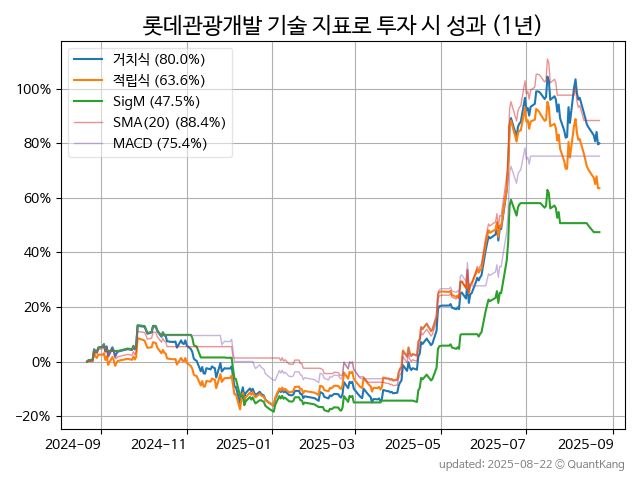 롯데관광개발 기술 지표로 투자 시 성과 (1년)
거치식 (80.0%)
적립식 (63.6%)
SigM (47.5%)
SMA(20) (88.4%)
MACD (75.4%)
100%
80%
60%
40%
20%
0%
−20%
2024-09 2024-11 2025-01 2025-03 2025-05 2025-07 2025-09
updated: 2025-08-22 © QuantKang